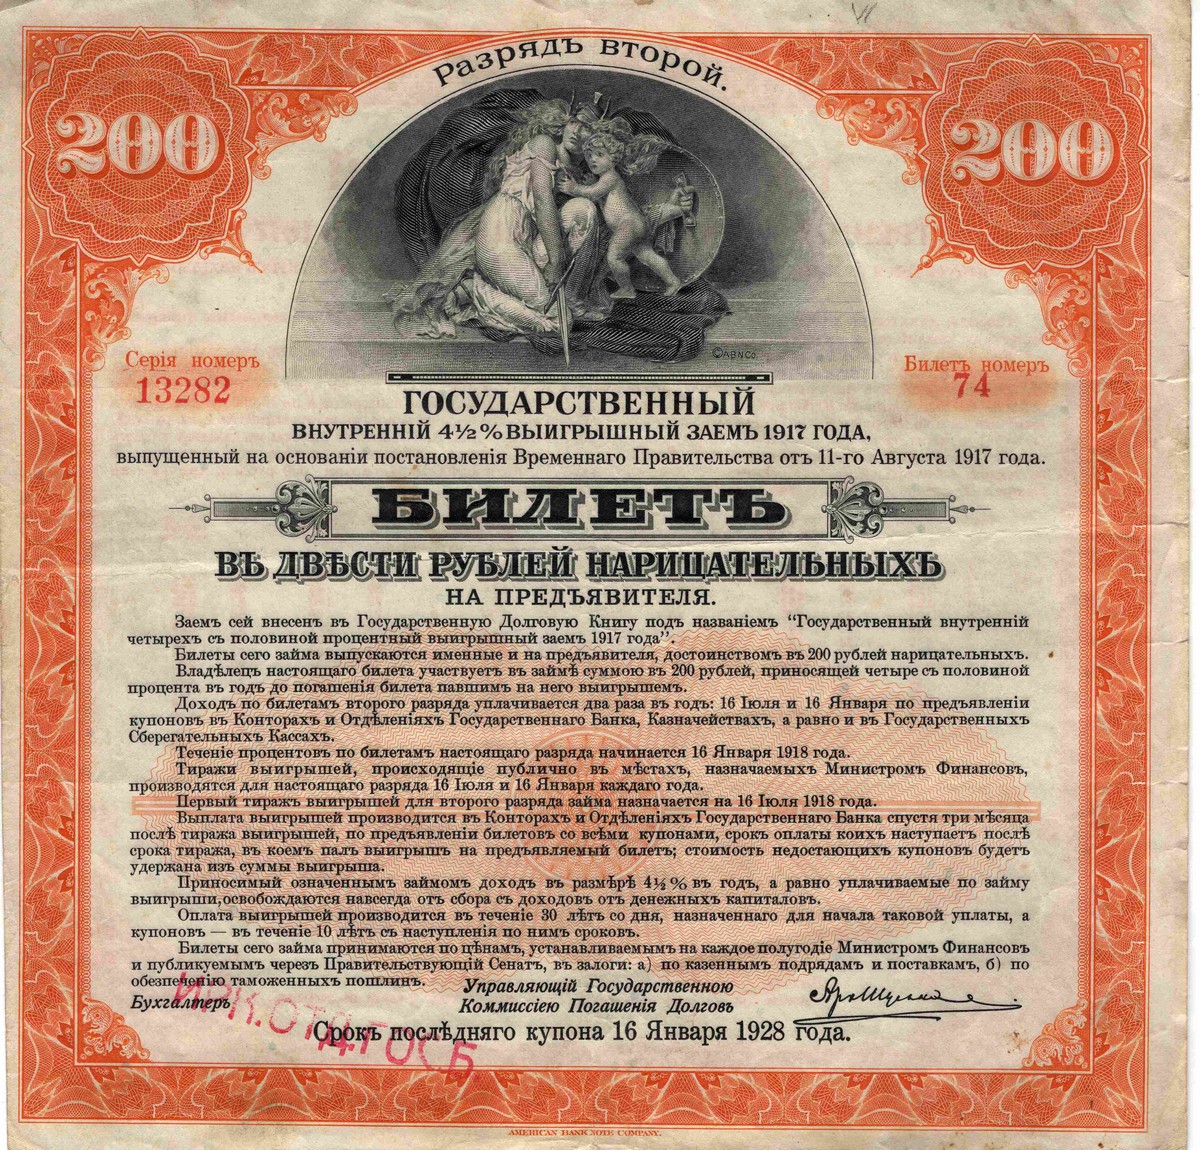 Разрядъ второй.
200
200
©ABNCo.
Серія номеръ
13282
Билетъ номеръ
74
ГОСУДАРСТВЕННЫЙ
ВНУТРЕННІЙ 4½% ВЫИГРЫШНЫЙ ЗАЕМЪ 1917 ГОДА,
выпущенный на основаніи постановленія Временнаго Правительства отъ 11-го Августа 1917 года.
БИЛЕТЪ
ВЪ ДВѢСТИ РУБЛЕЙ НАРИЦАТЕЛЬНЫХЪ
НА ПРЕДЪЯВИТЕЛЯ.
Заемъ сей внесенъ въ Государственную Долговую Книгу подъ названіемъ "Государственный внутренній
четырехъ съ половиной процентный выигрышный заемъ 1917 года".
Билеты сего займа выпускаются именные и на предъявителя, достоинствомъ въ 200 рублей нарицательныхъ.
Владѣлецъ настоящаго билета участвуетъ въ займѣ суммою въ 200 рублей, приносящей четыре съ половиной
процента въ годъ до погашенія билета павшимъ на него выигрышемъ.
Доходъ по билетамъ второго разряда уплачивается два раза въ годъ: 16 Іюля и 16 Января по предъявленіи
купоновъ въ Конторахъ и Отдѣленіяхъ Государственнаго Банка, Казначействахъ, а равно и въ Государственныхъ
Сберегательныхъ Кассахъ.
Теченіе процентовъ по билетамъ настоящаго разряда начинается 16 Января 1918 года.
Тиражи выигрышей, происходящіе публично въ мѣстахъ, назначаемыхъ Министромъ Финансовъ,
производятся для настоящаго разряда 16 Іюля и 16 Января каждаго года.
Первый тиражъ выигрышей для второго разряда займа назначается на 16 Іюля 1918 года.
Выплата выигрышей производится въ Конторахъ и Отдѣленіяхъ Государственнаго Банка спустя три мѣсяца
послѣ тиража выигрышей, по предъявленіи билетовъ со всѣми купонами, срокъ оплаты коихъ наступаетъ послѣ
срока тиража, въ коемъ палъ выигрышъ на предъявляемый билетъ; стоимость недостающихъ купоновъ будетъ
удержана изъ суммы выигрыша.
Приносимый означеннымъ займомъ доходъ въ размѣрѣ 4½% въ годъ, а равно уплачиваемые по займу
выигрыши, освобождаются навсегда отъ сбора съ доходовъ отъ денежныхъ капиталовъ.
Оплата выигрышей производится въ теченіе 30 лѣтъ со дня, назначеннаго для начала таковой уплаты, а
купоновъ — въ теченіе 10 лѣтъ съ наступленія по нимъ сроковъ.
Билеты сего займа принимаются по цѣнамъ, устанавливаемымъ на каждое полугодіе Министромъ Финансовъ
и публикуемымъ черезъ Правительствующій Сенатъ, въ залоги: а) по казеннымъ подрядамъ и поставкамъ, б) по
обезпеченію таможенныхъ пошлинъ.
Управляющій Государственною
Бухгалтеръ
Коммиссіею Погашенія Долговъ
ИРК. ОТД. ГОС. Б.
Срокъ послѣдняго купона 16 Января 1928 года.
AMERICAN BANK NOTE COMPANY.